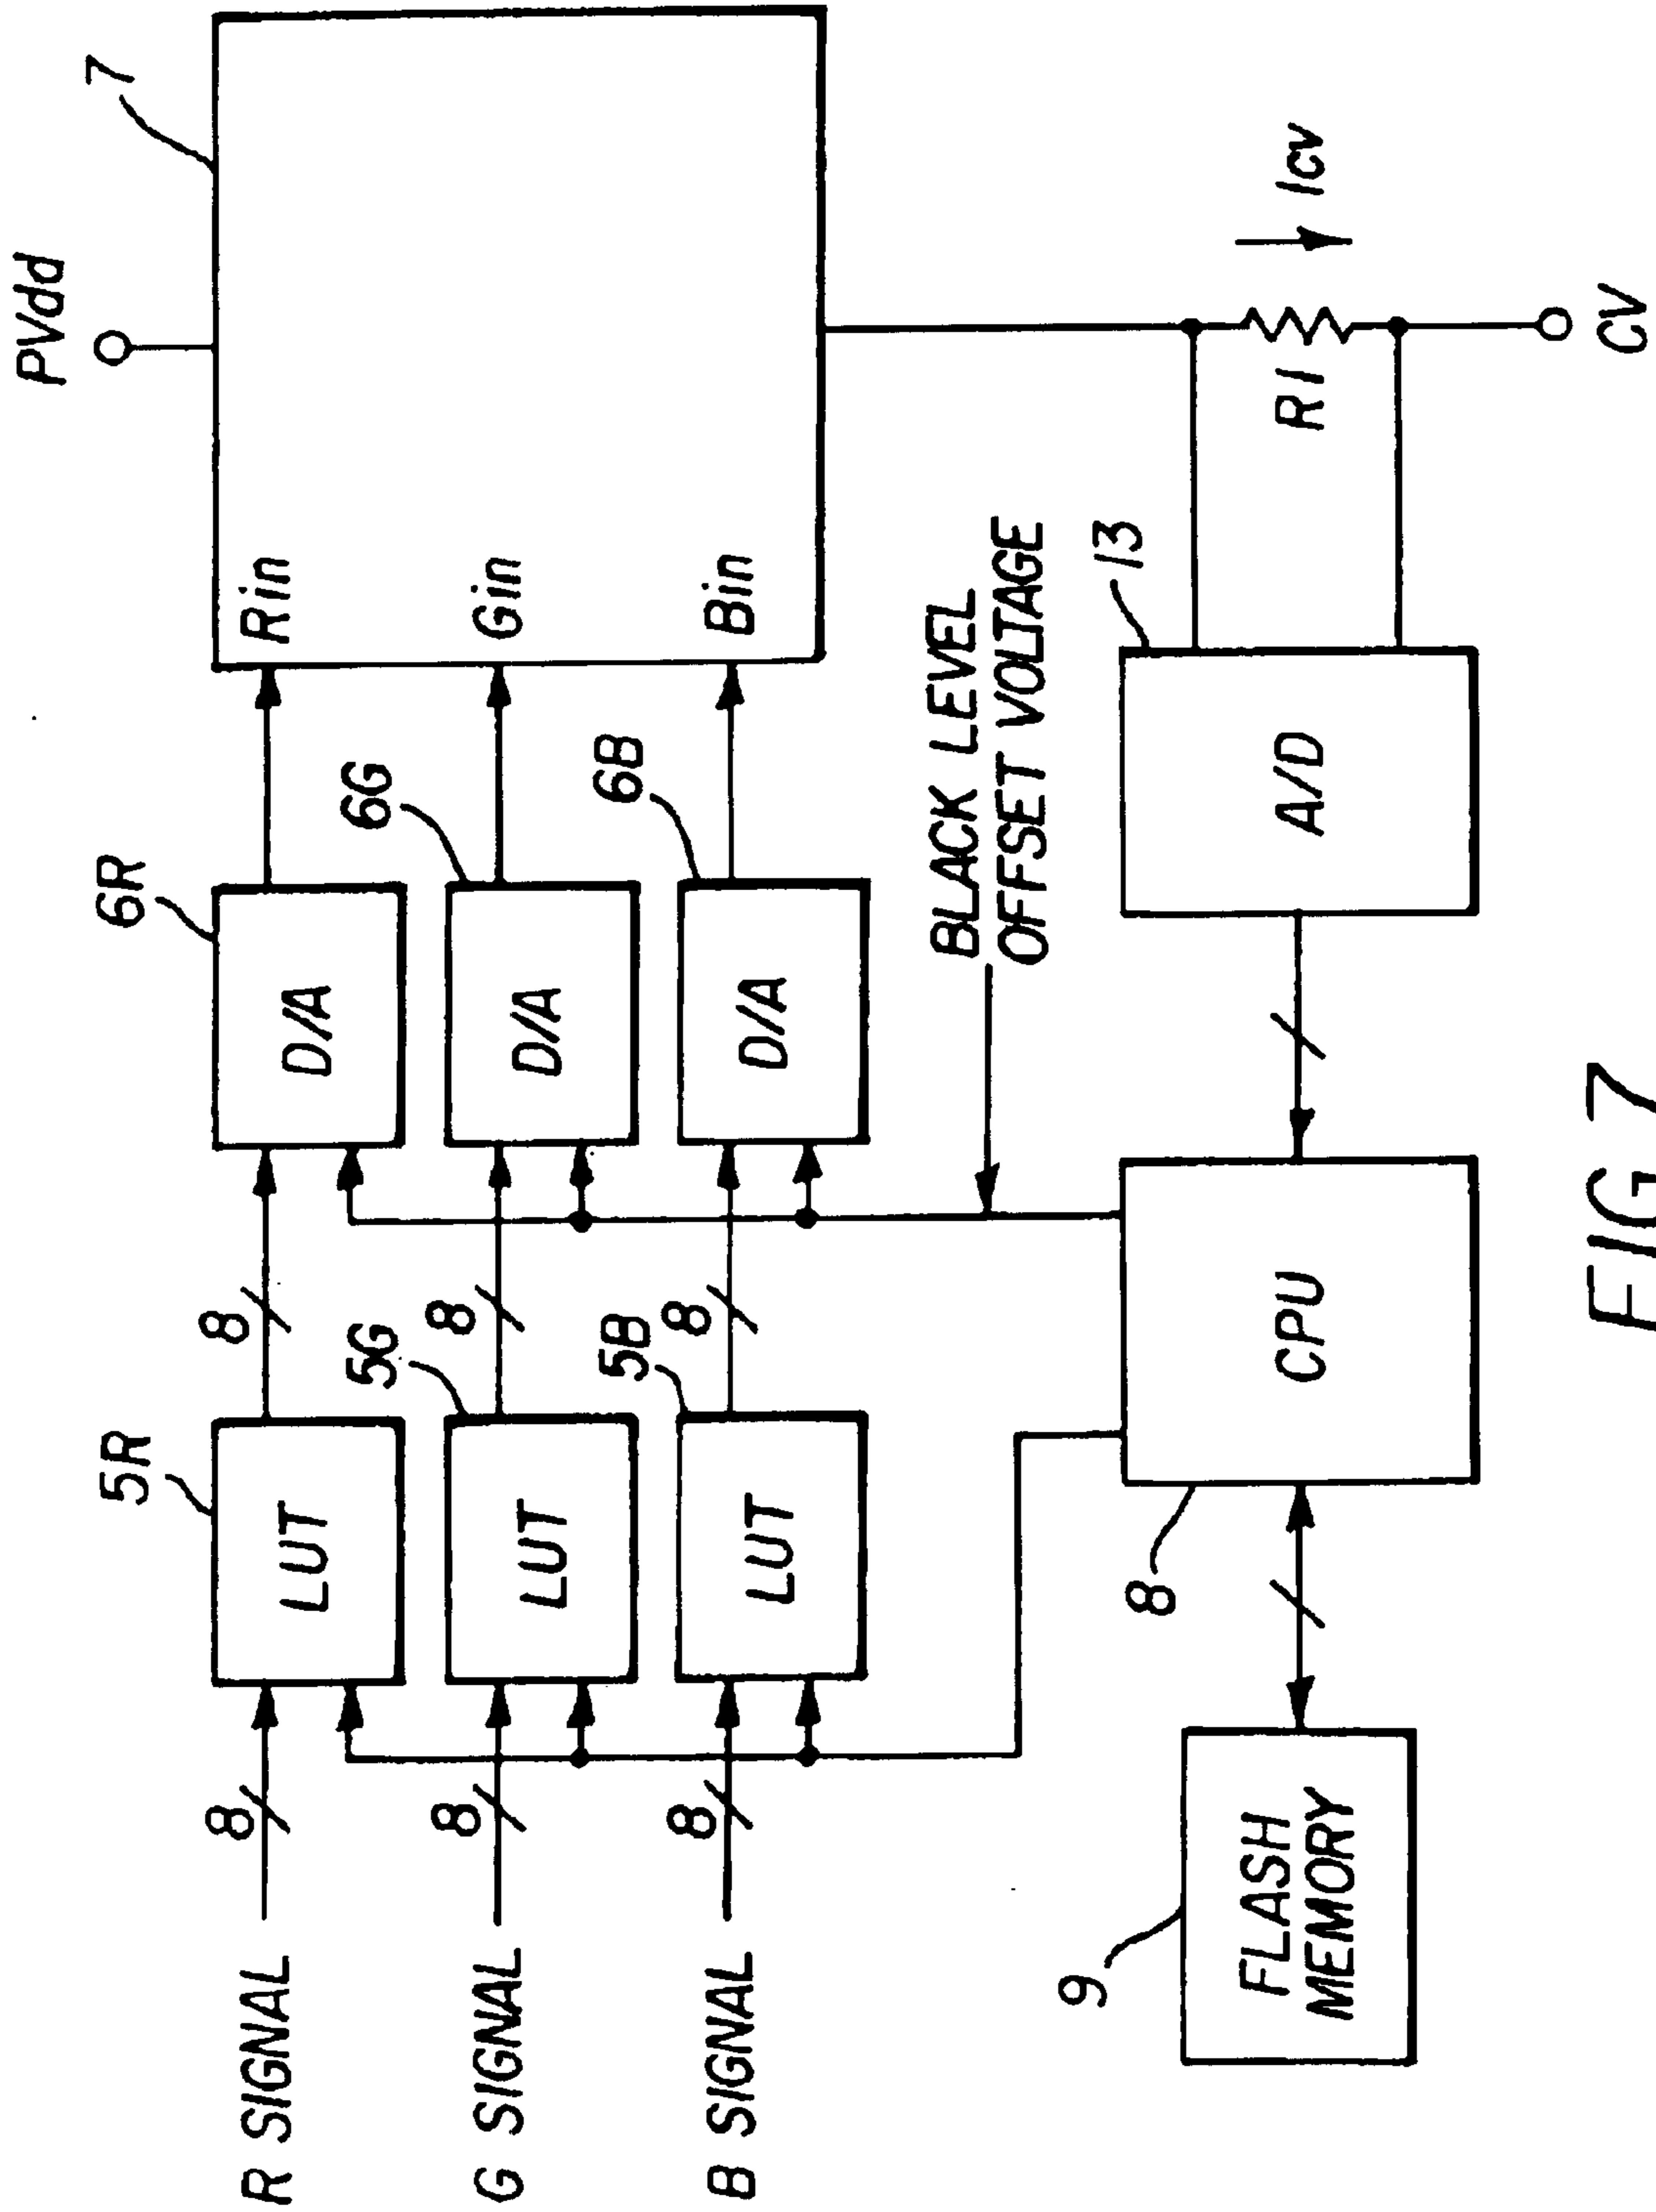 PVdd
7
R SIGNAL
8
5R
LUT
8
6R
D/A
Rin
G SIGNAL
8
5G
LUT
8
6G
D/A
Gin
B SIGNAL
8
5B
LUT
8
6B
D/A
Bin
BLACK LEVEL
OFFSET VOLTAGE
9
FLASH
MEMORY
8
CPU
13
A/D
R1
Icv
CV
FIG 7